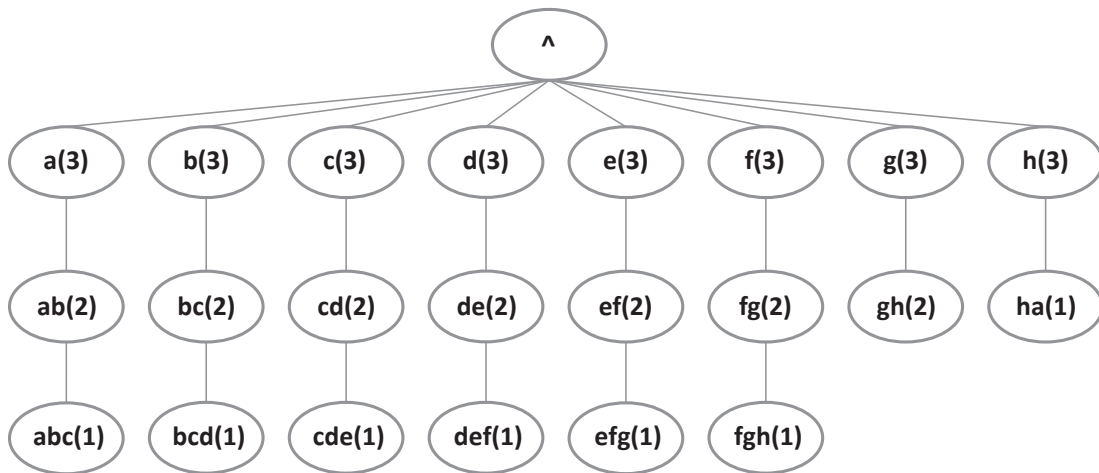 ^
a(3) b(3) c(3) d(3) e(3) f(3) g(3) h(3)
ab(2) bc(2) cd(2) de(2) ef(2) fg(2) gh(2) ha(1)
abc(1) bcd(1) cde(1) def(1) efg(1) fgh(1)